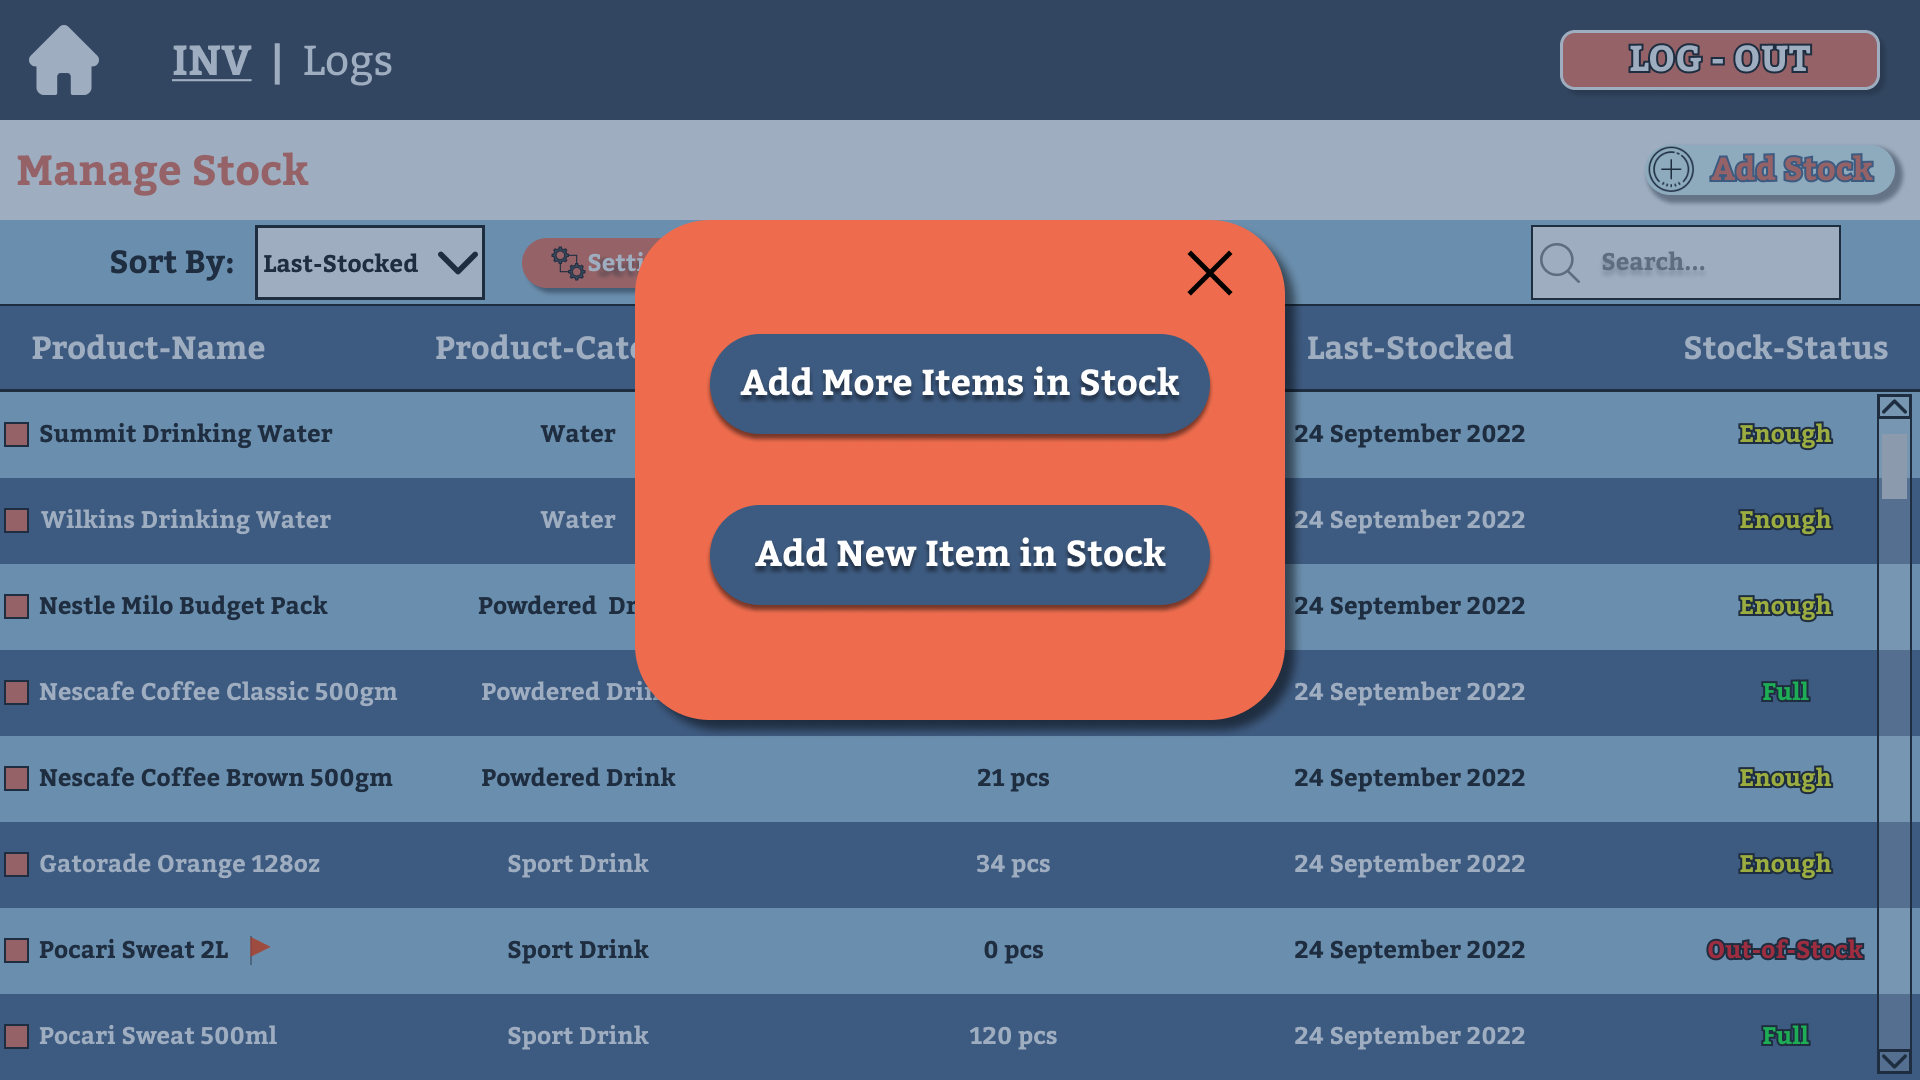 INV | Logs
LOG - OUT
Manage Stock
Add Stock
Sort By:
Last-Stocked
Setti
Search...
Product-Name
Product-Cate
Last-Stocked
Stock-Status
Add More Items in Stock
Add New Item in Stock
Summit Drinking Water Water 24 September 2022 Enough
Wilkins Drinking Water Water 24 September 2022 Enough
Nestle Milo Budget Pack Powdered Dr 24 September 2022 Enough
Nescafe Coffee Classic 500gm Powdered Drin 24 September 2022 Full
Nescafe Coffee Brown 500gm Powdered Drink 21 pcs 24 September 2022 Enough
Gatorade Orange 128oz Sport Drink 34 pcs 24 September 2022 Enough
Pocari Sweat 2L Sport Drink 0 pcs 24 September 2022 Out-of-Stock
Pocari Sweat 500ml Sport Drink 120 pcs 24 September 2022 Full